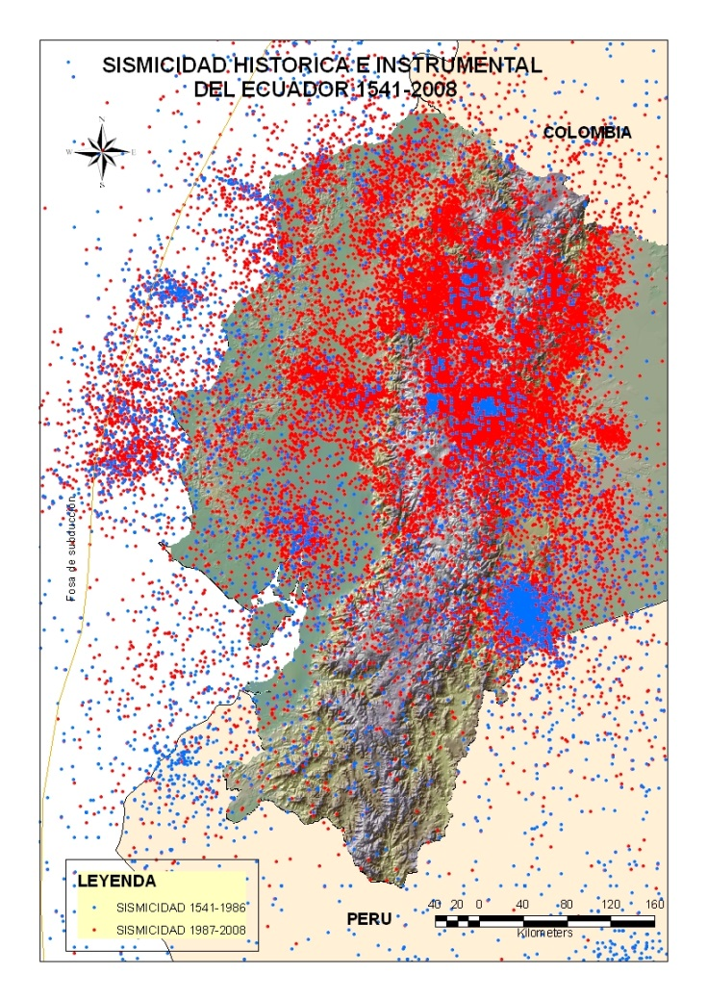 SISMICIDAD HISTORICA E INSTRUMENTAL
DEL ECUADOR 1541-2008
N
W E
S
COLOMBIA
Fosa de subducción
LEYENDA
SISMICIDAD 1541-1986
SISMICIDAD 1987-2008
PERU
40 20 0 40 80 120 160
Kilometers